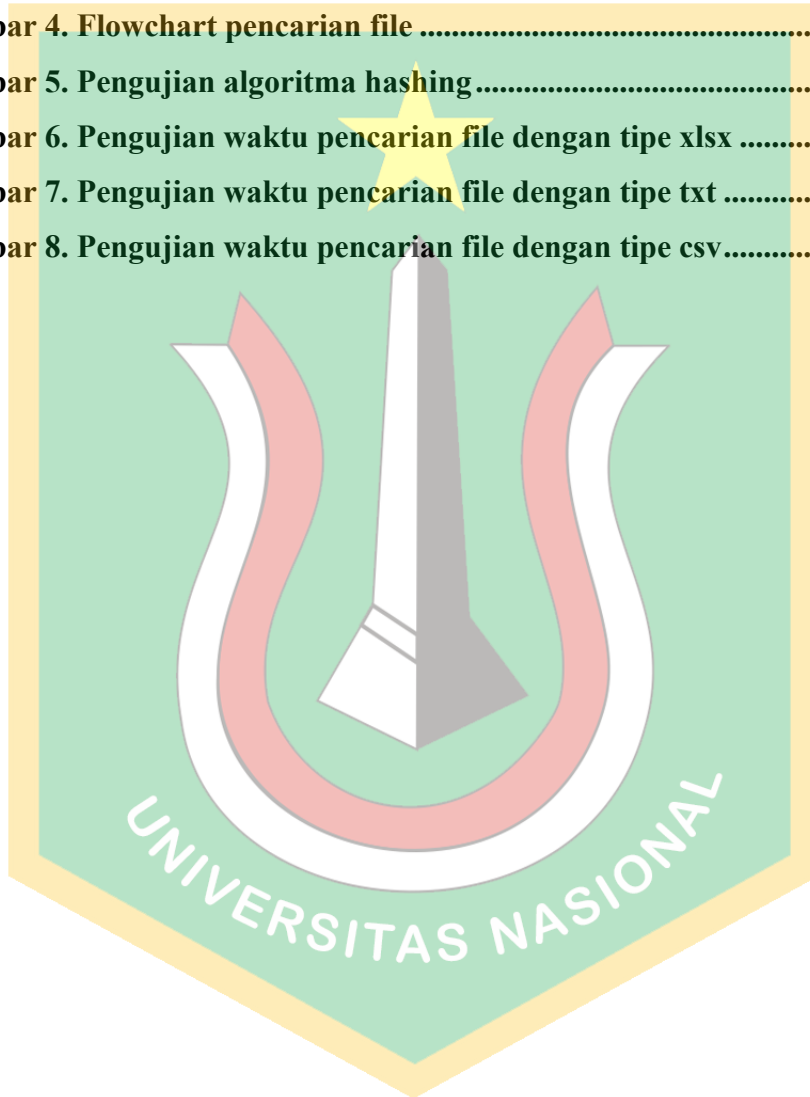 bar 4. Flowchart pencarian file ................................................
bar 5. Pengujian algoritma hashing .........................................
bar 6. Pengujian waktu pencarian file dengan tipe xlsx .........
bar 7. Pengujian waktu pencarian file dengan tipe txt ...........
bar 8. Pengujian waktu pencarian file dengan tipe csv...........
UNIVERSITAS NASIONAL